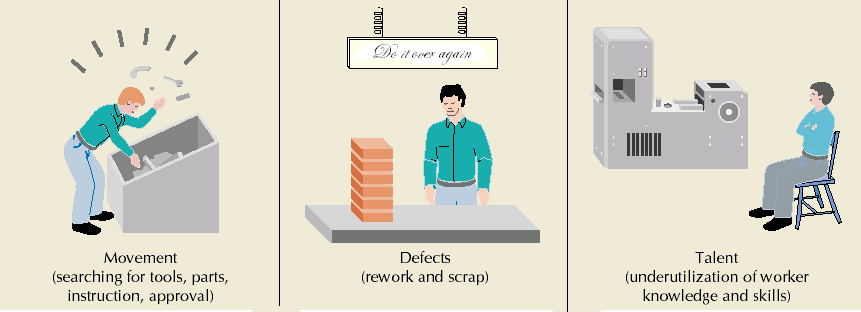 Do it over again
Movement
(searching for tools, parts,
instruction, approval)
Defects
(rework and scrap)
Talent
(underutilization of worker
knowledge and skills)